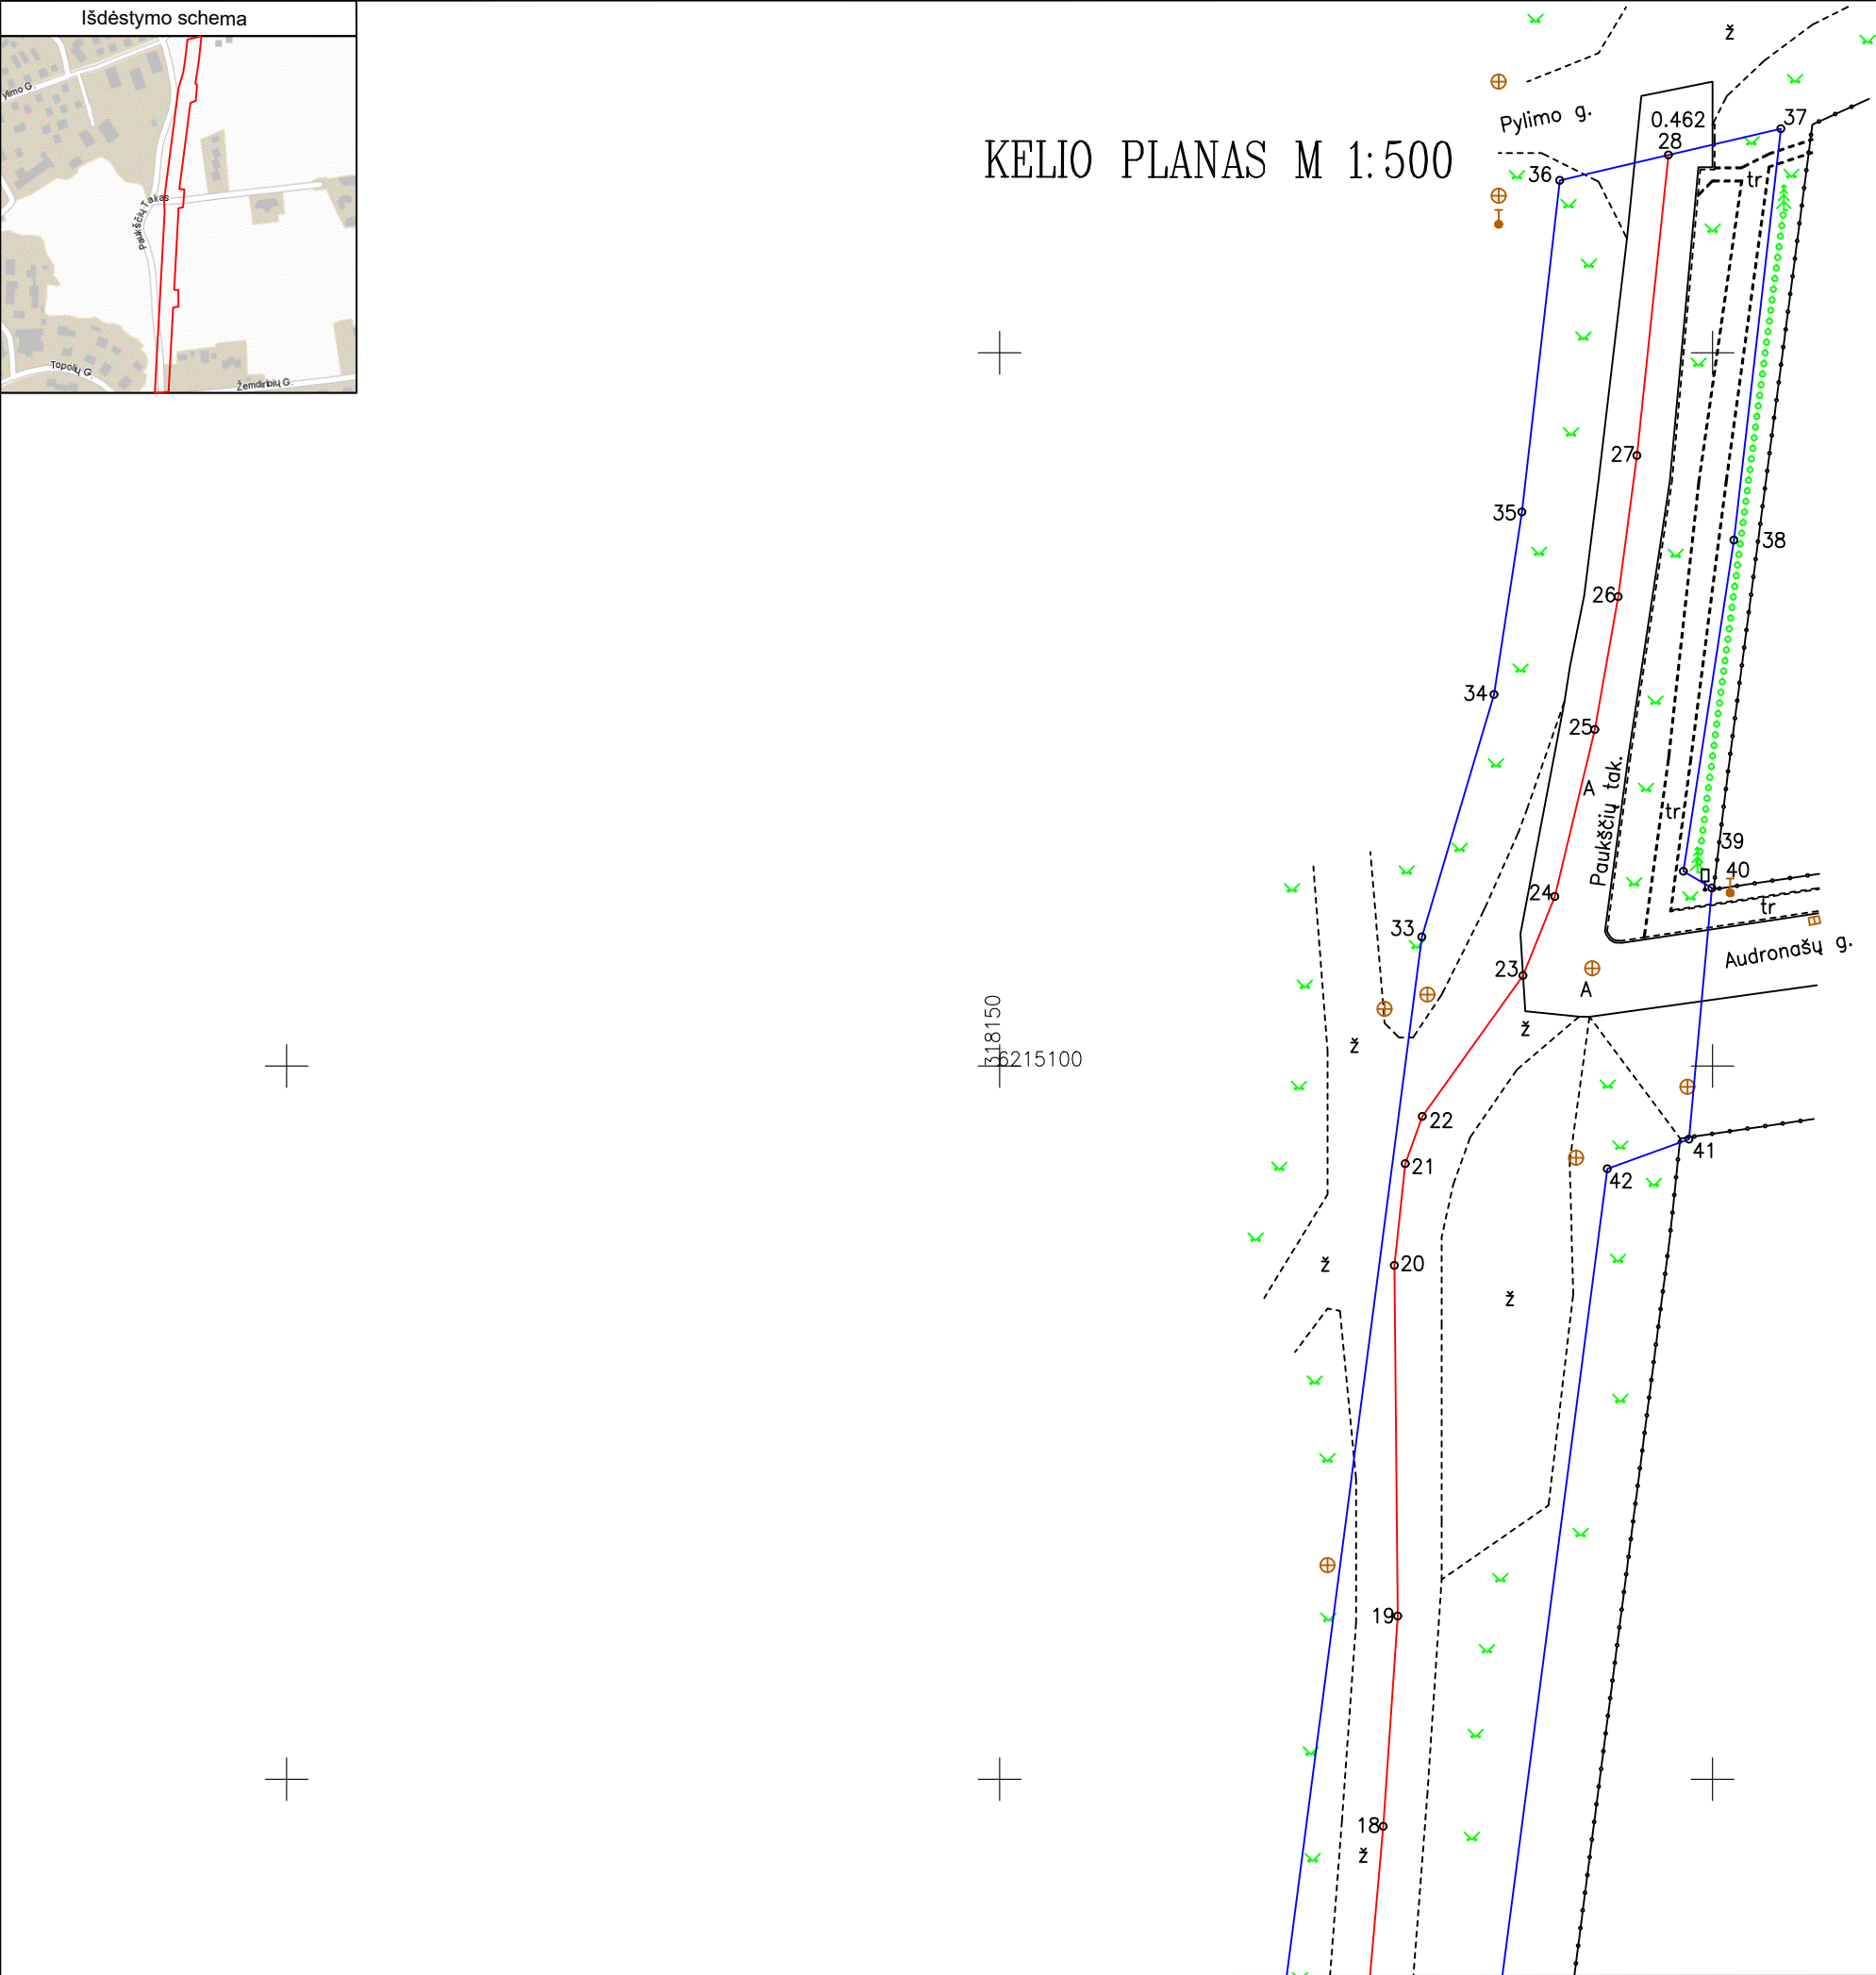 Išdėstymo schema
Pylimo G.
Paukščių Takas
Topolių G.
Žemdirbių G.
KELIO PLANAS M 1:500
ž
Pylimo g.
0.462
28
37
36
tr
27
35
38
26
34
25
A
Paukščių tak.
tr
39
40
24
tr
33
Audronašų g.
23
A
ž
ž
318150
6215100
22
41
21
42
20
ž
ž
19
18
ž